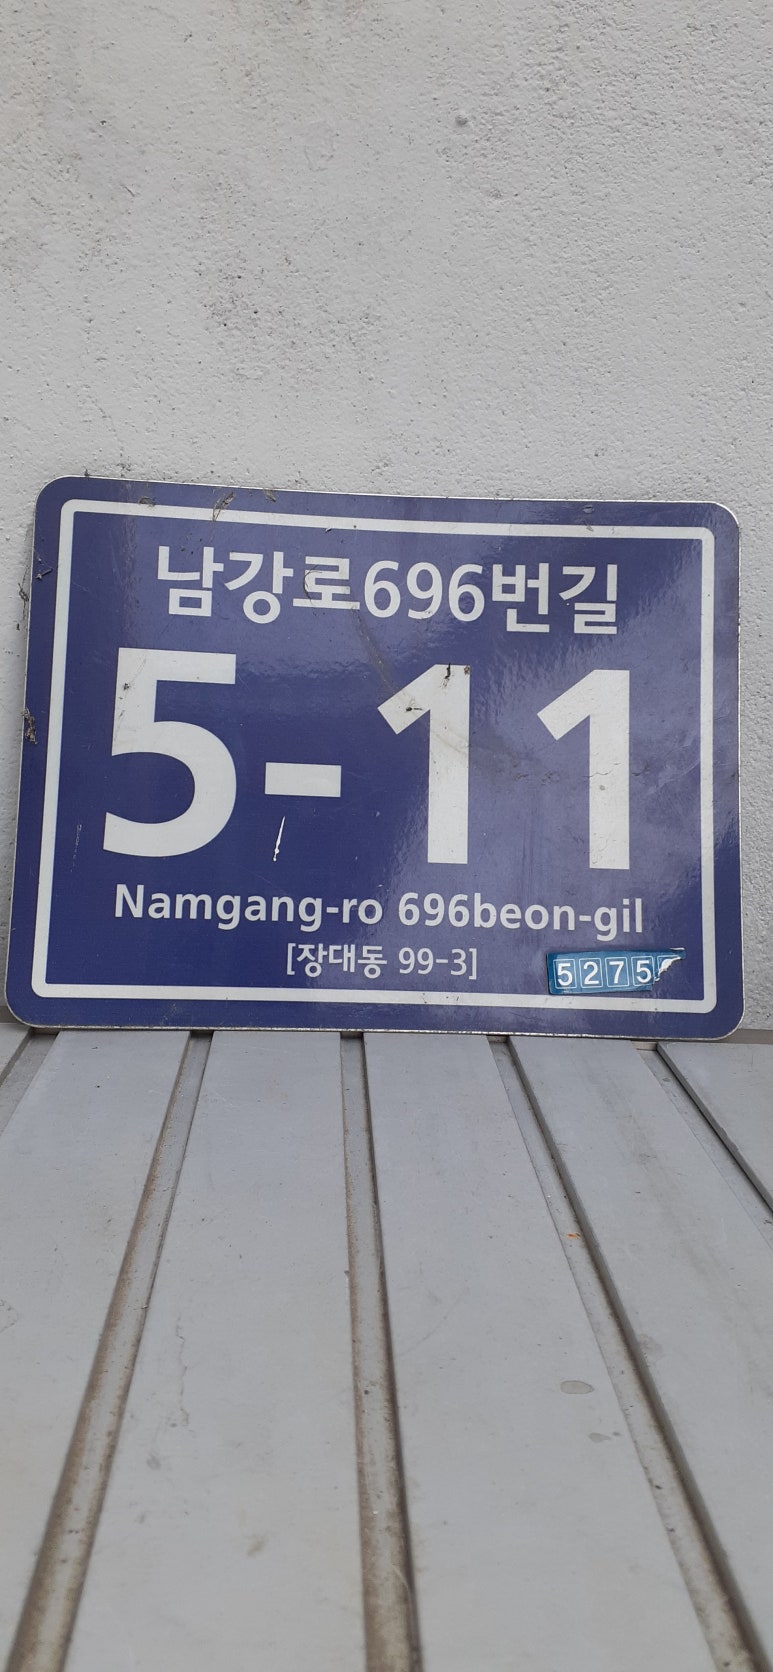 남강로696번길
5-11
Namgang-ro 696beon-gil
[장대동 99-3]
5275